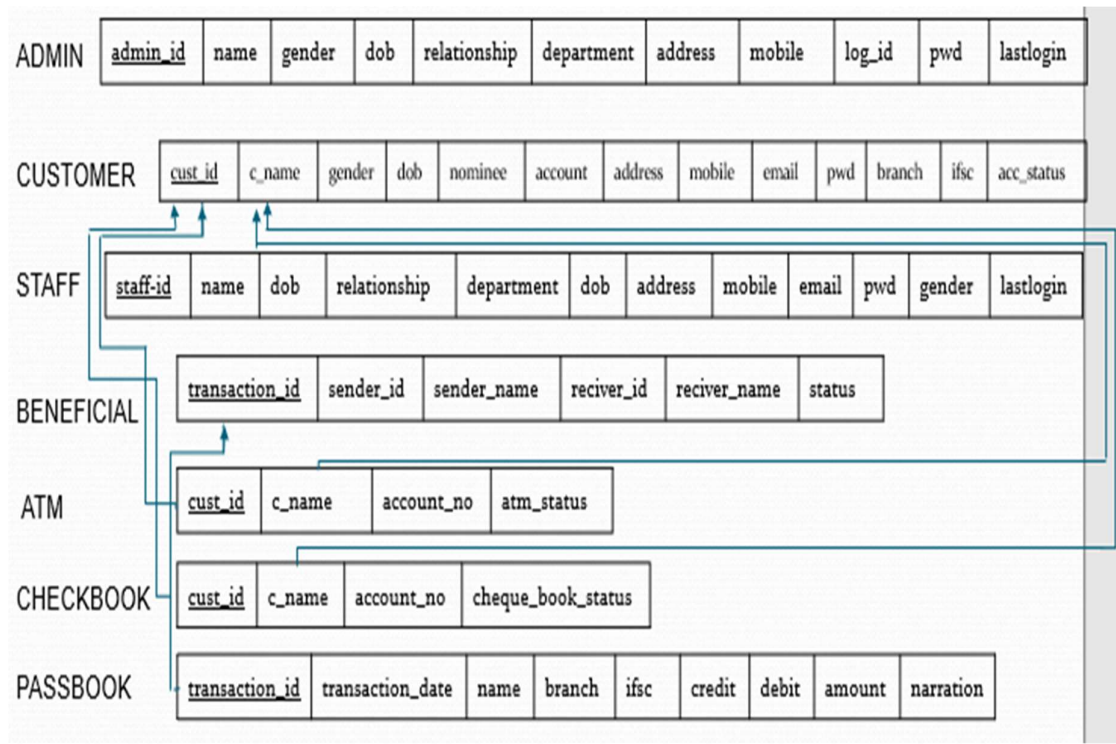 ADMIN admin_id name gender dob relationship department address mobile log_id pwd lastlogin
CUSTOMER cust_id c_name gender dob nominee account address mobile email pwd branch ifsc acc_status
STAFF staff-id name dob relationship department dob address mobile email pwd gender lastlogin
BENEFICIAL transaction_id sender_id sender_name reciver_id reciver_name status
ATM cust_id c_name account_no atm_status
CHECKBOOK cust_id c_name account_no cheque_book_status
PASSBOOK transaction_id transaction_date name branch ifsc credit debit amount narration